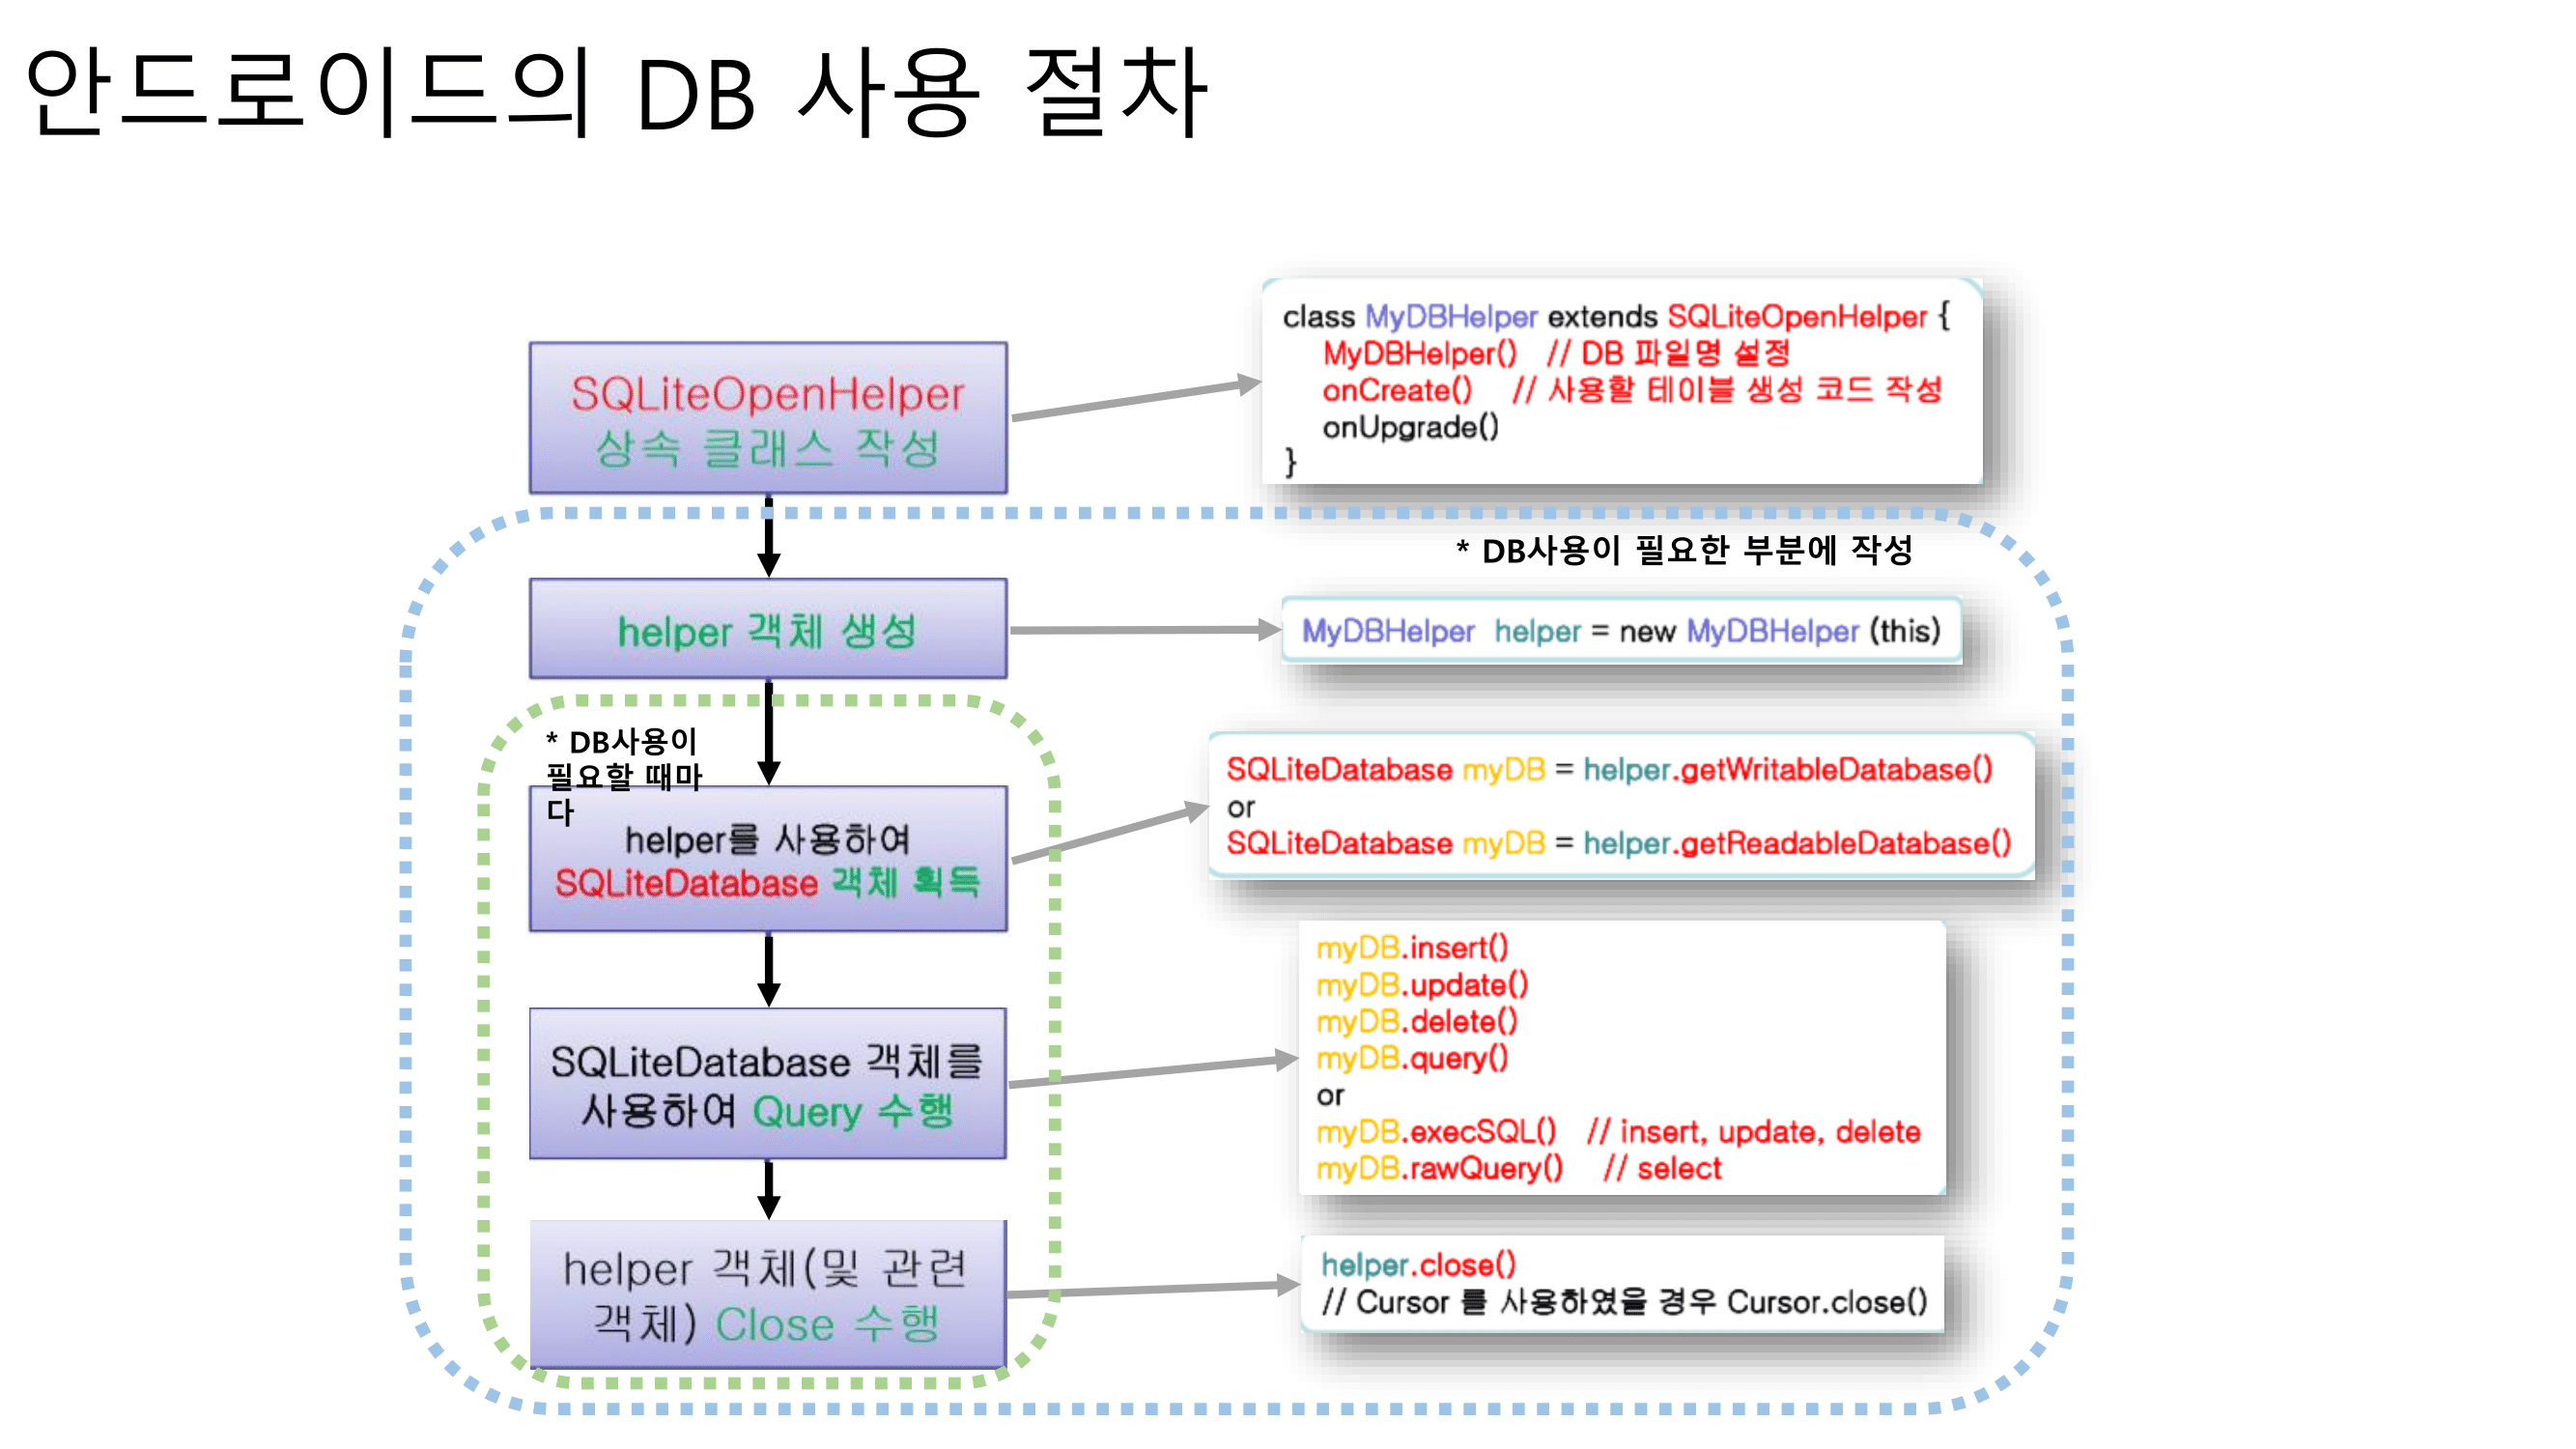 안드로이드의 DB 사용 절차
SQLiteOpenHelper
상속 클래스 작성
class MyDBHelper extends SQLiteOpenHelper {
MyDBHelper() // DB 파일명 설정
onCreate() // 사용할 테이블 생성 코드 작성
onUpgrade()
}
* DB사용이 필요한 부분에 작성
helper 객체 생성
MyDBHelper helper = new MyDBHelper (this)
* DB사용이
필요할 때마
다
helper를 사용하여
SQLiteDatabase 객체 획득
SQLiteDatabase myDB = helper.getWritableDatabase()
or
SQLiteDatabase myDB = helper.getReadableDatabase()
SQLiteDatabase 객체를
사용하여 Query 수행
myDB.insert()
myDB.update()
myDB.delete()
myDB.query()
or
myDB.execSQL() // insert, update, delete
myDB.rawQuery() // select
helper 객체(및 관련
객체) Close 수행
helper.close()
// Cursor 를 사용하였을 경우 Cursor.close()